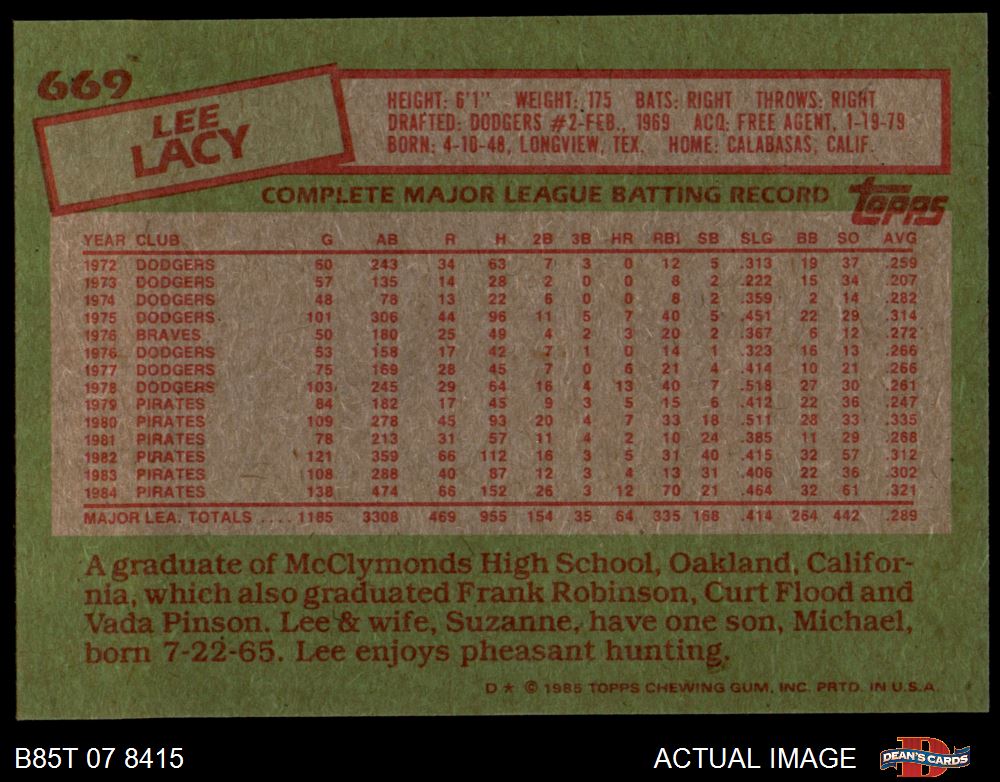 669
LEE
LACY
HEIGHT: 6'1" WEIGHT: 175 BATS: RIGHT THROWS: RIGHT
DRAFTED: DODGERS #2-FEB., 1969 ACQ: FREE AGENT, 1-19-79
BORN: 4-10-48, LONGVIEW, TEX. HOME: CALABASAS, CALIF.
COMPLETE MAJOR LEAGUE BATTING RECORD topps
YEAR CLUB G AB R H 2B 3B HR RBI SB SLG BB SO AVG
1972 DODGERS 60 243 34 63 7 3 0 12 5 .313 19 37 .259
1973 DODGERS 57 135 14 28 2 0 0 8 2 .222 15 34 .207
1974 DODGERS 48 78 13 22 6 0 0 8 2 .359 2 14 .282
1975 DODGERS 101 306 44 96 11 5 7 40 5 .451 22 29 .314
1976 BRAVES 50 180 25 49 4 2 3 20 2 .367 6 12 .272
1976 DODGERS 53 158 17 42 7 1 0 14 1 .323 16 13 .266
1977 DODGERS 75 169 28 45 7 0 6 21 4 .414 10 21 .266
1978 DODGERS 103 245 29 64 16 4 13 40 7 .518 27 30 .261
1979 PIRATES 84 182 17 45 9 3 5 15 6 .412 22 36 .247
1980 PIRATES 109 278 45 93 20 4 7 33 18 .511 28 33 .335
1981 PIRATES 78 213 31 57 11 4 2 10 24 .385 11 29 .268
1982 PIRATES 121 359 66 112 16 3 5 31 40 .415 32 57 .312
1983 PIRATES 108 288 40 87 12 3 4 13 31 .406 22 36 .302
1984 PIRATES 138 474 66 152 26 3 12 70 21 .464 32 61 .321
MAJOR LEA. TOTALS .... 1185 3308 469 955 154 35 64 335 168 .414 264 442 .289
A graduate of McClymonds High School, Oakland, Califor-
nia, which also graduated Frank Robinson, Curt Flood and
Vada Pinson. Lee & wife, Suzanne, have one son, Michael,
born 7-22-65. Lee enjoys pheasant hunting.
D★ © 1985 TOPPS CHEWING GUM, INC. PRTD. IN U.S.A.
B85T 07 8415 ACTUAL IMAGE D DEAN'S CARDS